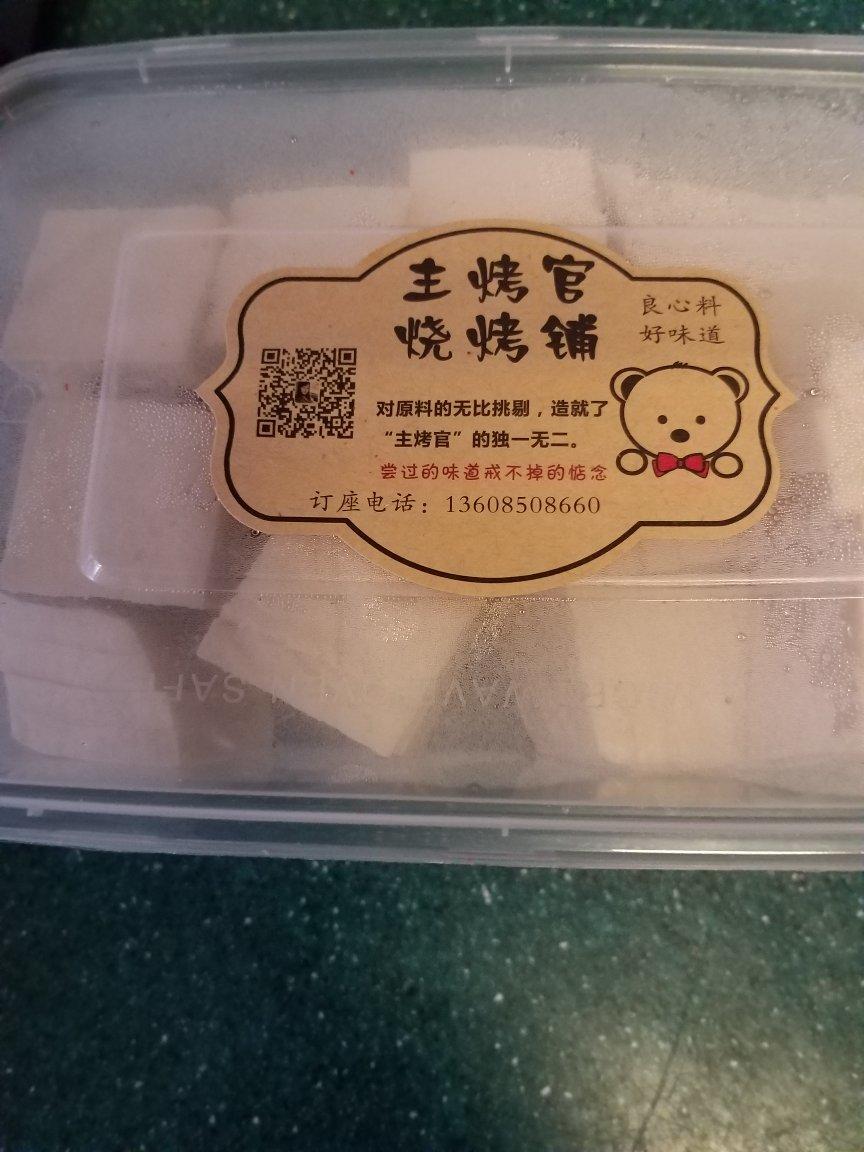 主烤官
烧烤铺
良心料
好味道
对原料的无比挑剔，造就了
“主烤官”的独一无二。
尝过的味道戒不掉的惦念
订座电话：13608508660